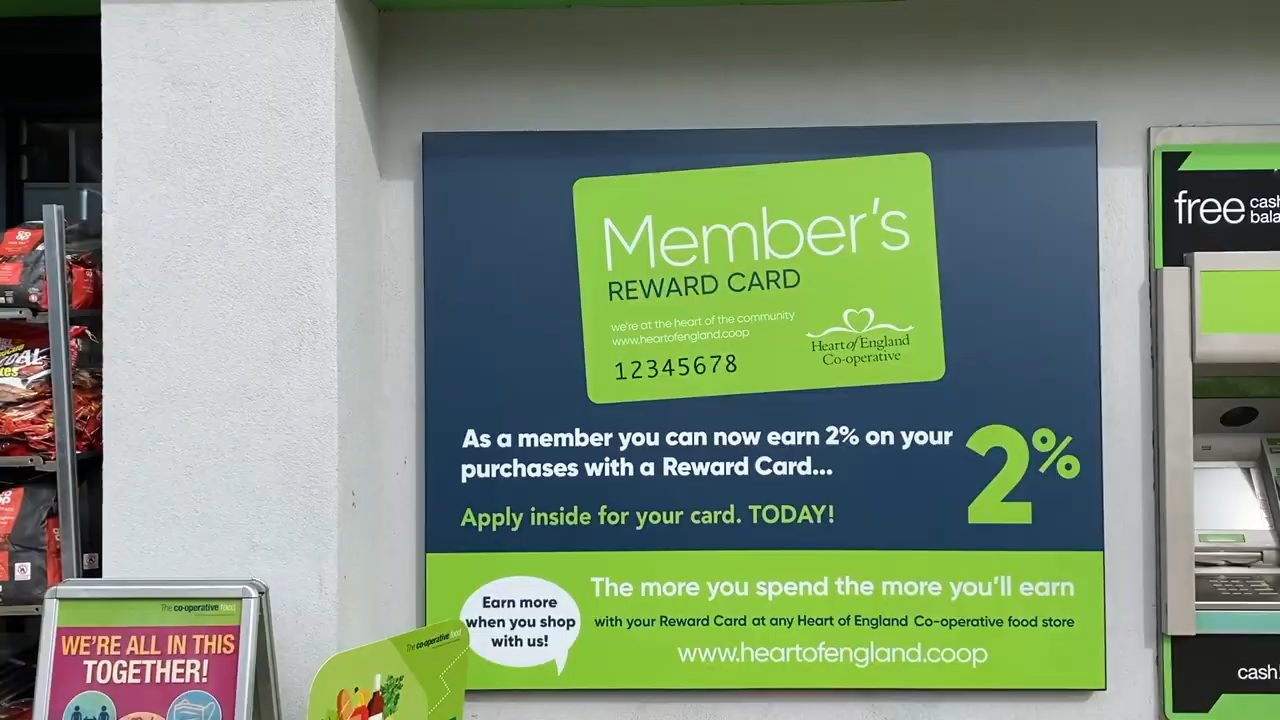 Member's
REWARD CARD
we're at the heart of the community
www.heartofengland.coop
12345678
Heart of England
Co-operative
As a member you can now earn 2% on your
purchases with a Reward Card...
2%
Apply inside for your card. TODAY!
Earn more
when you shop
with us!
The more you spend the more you'll earn
with your Reward Card at any Heart of England Co-operative food store
www.heartofengland.coop
The co-operative food
WE'RE ALL IN THIS
TOGETHER!
The co-operative food
free
cash